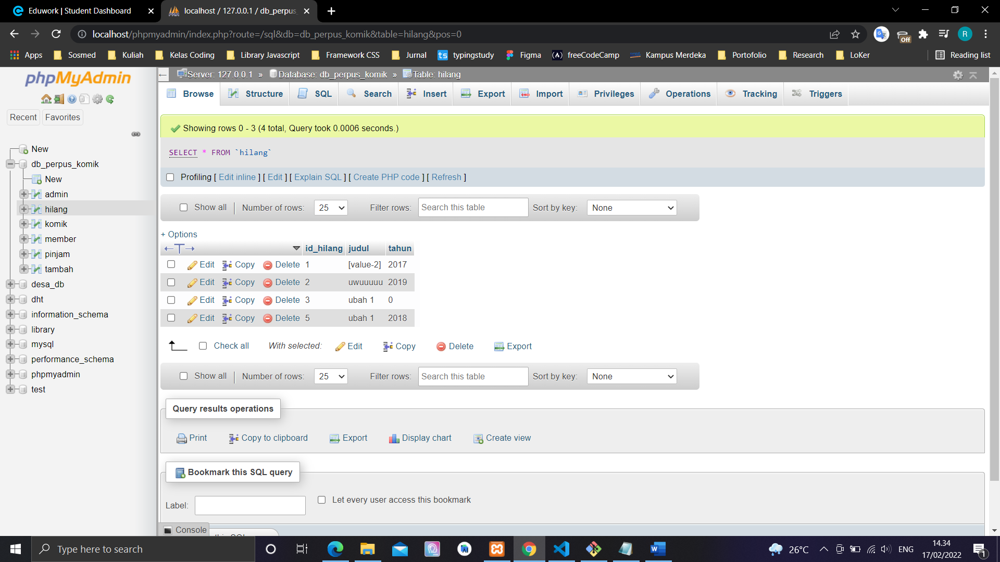 Eduwork | Student Dashboard
localhost / 127.0.0.1 / db_perpus_
localhost/phpmyadmin/index.php?route=/sql&db=db_perpus_komik&table=hilang&pos=0
Off
R
Apps Sosmed Kuliah Kelas Coding Library Javascript Framework CSS Jurnal ts typingstudy Figma freeCodeCamp Kampus Merdeka Portofolio Research LoKer Reading list
phpMyAdmin
Recent Favorites
New
db_perpus_komik
New
admin
hilang
komik
member
pinjam
tambah
desa_db
dht
information_schema
library
mysql
performance_schema
phpmyadmin
test
Server: 127.0.0.1 » Database: db_perpus_komik » Table: hilang
Browse Structure SQL Search Insert Export Import Privileges Operations Tracking Triggers
Showing rows 0 - 3 (4 total, Query took 0.0006 seconds.)
SELECT * FROM `hilang`
Profiling [ Edit inline ] [ Edit ] [ Explain SQL ] [ Create PHP code ] [ Refresh ]
Show all Number of rows: 25 Filter rows: Search this table Sort by key: None
+ Options
id_hilang judul tahun
Edit Copy Delete 1 [value-2] 2017
Edit Copy Delete 2 uwuuuuu 2019
Edit Copy Delete 3 ubah 1 0
Edit Copy Delete 5 ubah 1 2018
Check all With selected: Edit Copy Delete Export
Show all Number of rows: 25 Filter rows: Search this table Sort by key: None
Query results operations
Print Copy to clipboard Export Display chart Create view
Bookmark this SQL query
Label: Let every user access this bookmark
Console
Type here to search
26°C ENG
14.34
17/02/2022
1